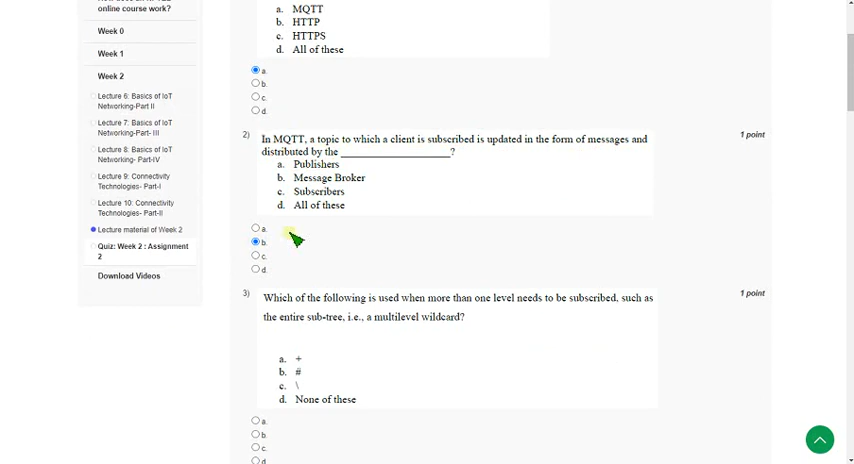 online course work?
Week 0
Week 1
Week 2
Lecture 6: Basics of IoT
Networking-Part II
Lecture 7: Basics of IoT
Networking-Part- III
Lecture 8: Basics of IoT
Networking- Part-IV
Lecture 9: Connectivity
Technologies- Part-I
Lecture 10: Connectivity
Technologies- Part-II
Lecture material of Week 2
Quiz: Week 2 : Assignment
2
Download Videos
a. MQTT
b. HTTP
c. HTTPS
d. All of these
a.
b.
c.
d.
2) In MQTT, a topic to which a client is subscribed is updated in the form of messages and 1 point
distributed by the ____________________?
a. Publishers
b. Message Broker
c. Subscribers
d. All of these
a.
b.
c.
d.
3) Which of the following is used when more than one level needs to be subscribed, such as 1 point
the entire sub-tree, i.e., a multilevel wildcard?
a. +
b. #
c. \
d. None of these
a.
b.
c.
d.